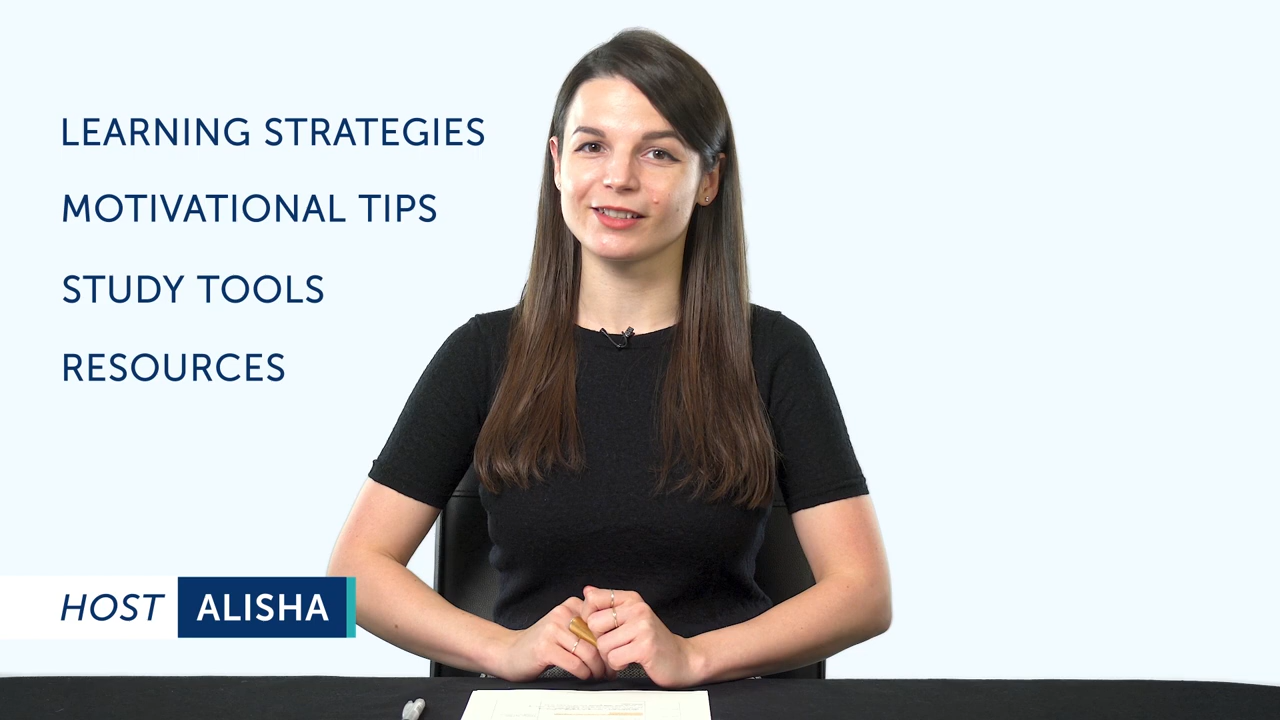 LEARNING STRATEGIES
MOTIVATIONAL TIPS
STUDY TOOLS
RESOURCES
HOST ALISHA